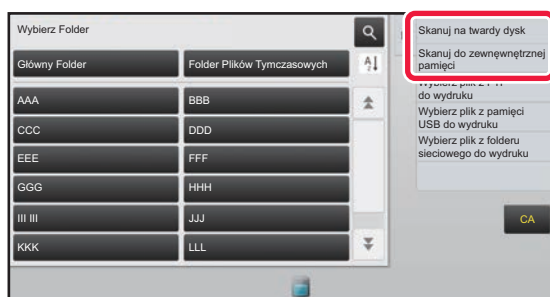 Wybierz Folder
Główny Folder
Folder Plików Tymczasowych
AAA
BBB
CCC
DDD
EEE
FFF
GGG
HHH
III III
JJJ
KKK
LLL
Skanuj na twardy dysk
Skanuj do zewnęwnętrznej
pamięci
do wydruku
Wybierz plik z pamięci
USB do wydruku
Wybierz plik z folderu
sieciowego do wydruku
CA